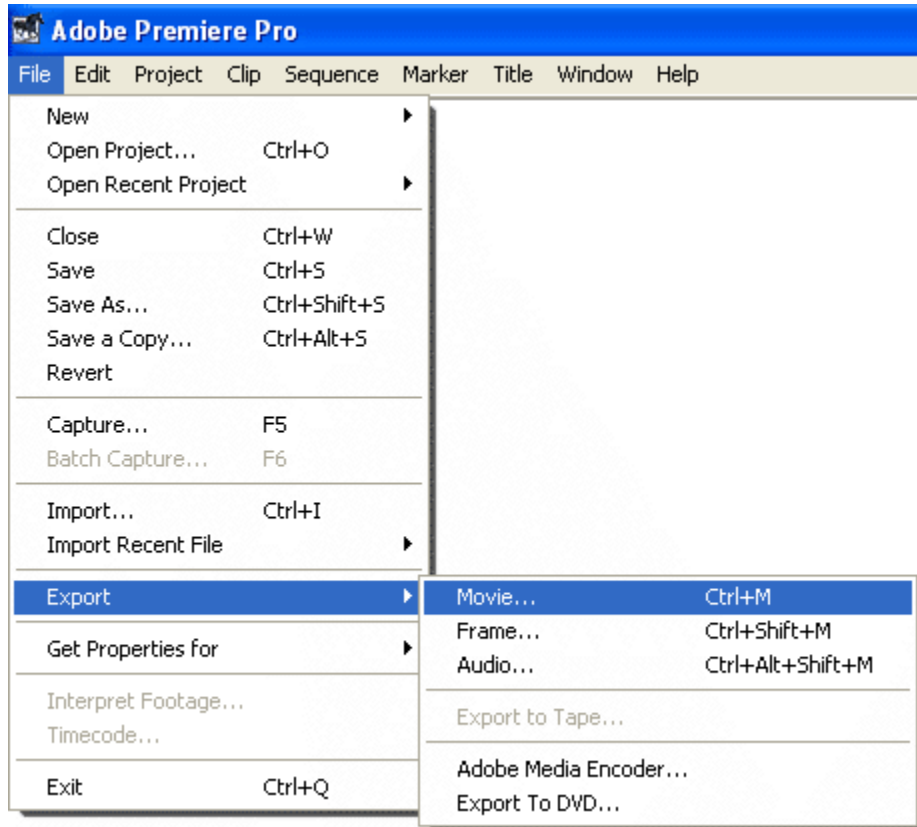 Adobe Premiere Pro
File Edit Project Clip Sequence Marker Title Window Help
New
Open Project... Ctrl+O
Open Recent Project
Close Ctrl+W
Save Ctrl+S
Save As... Ctrl+Shift+S
Save a Copy... Ctrl+Alt+S
Revert
Capture... F5
Batch Capture... F6
Import... Ctrl+I
Import Recent File
Export
Get Properties for
Interpret Footage...
Timecode...
Exit Ctrl+Q
Movie... Ctrl+M
Frame... Ctrl+Shift+M
Audio... Ctrl+Alt+Shift+M
Export to Tape...
Adobe Media Encoder...
Export To DVD...